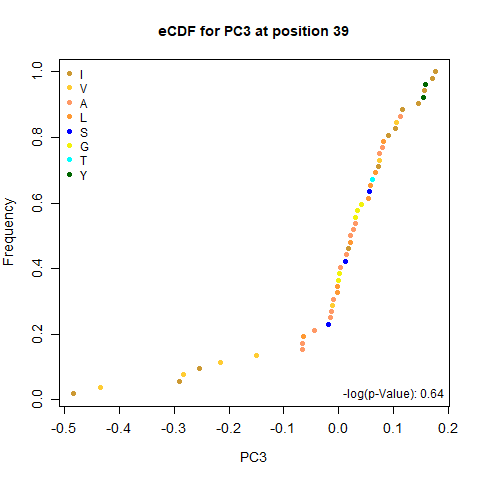 eCDF for PC3 at position 39
Frequency
1.0
0.8
0.6
0.4
0.2
0.0
I
V
A
L
S
G
T
Y
-log(p-Value): 0.64
-0.5 -0.4 -0.3 -0.2 -0.1 0.0 0.1 0.2
PC3